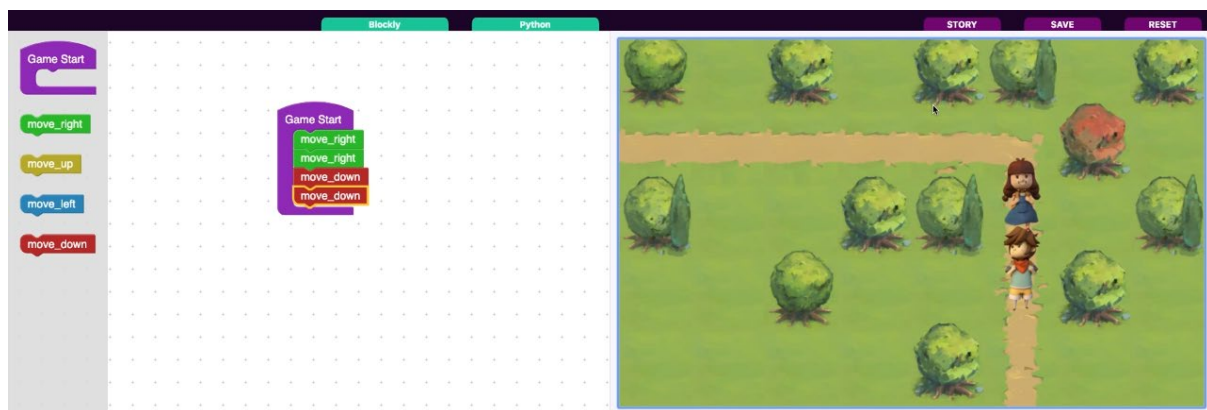 Blockly
Python
STORY
SAVE
RESET
Game Start
move_right
move_up
move_left
move_down
Game Start
move_right
move_right
move_down
move_down